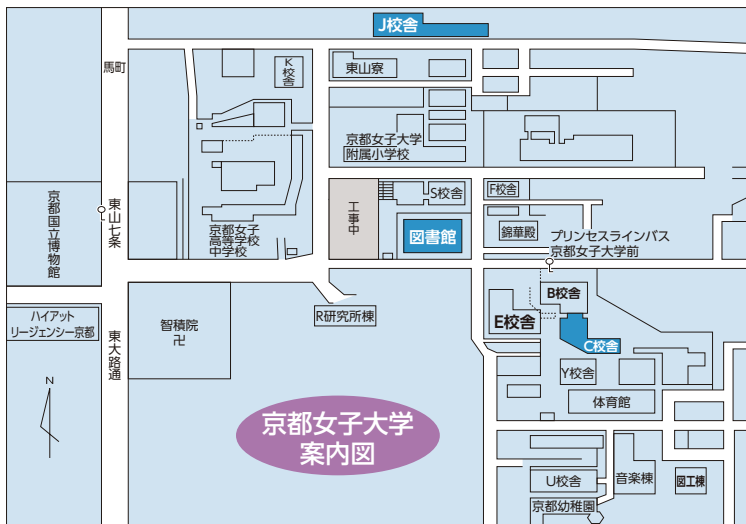 J校舎
馬町
K校舎
東山寮
京都女子大学
附属小学校
S校舎
F校舎
工事中
図書館
錦華殿
プリンセスラインバス
京都女子大学前
京都国立博物館
東山七条
京都女子
高等学校
中学校
ハイアット
リージェンシー京都
東大路通
智積院
卍
R研究所棟
B校舎
E校舎
C校舎
Y校舎
体育館
N
京都女子大学
案内図
U校舎
音楽棟
図工棟
京都幼稚園